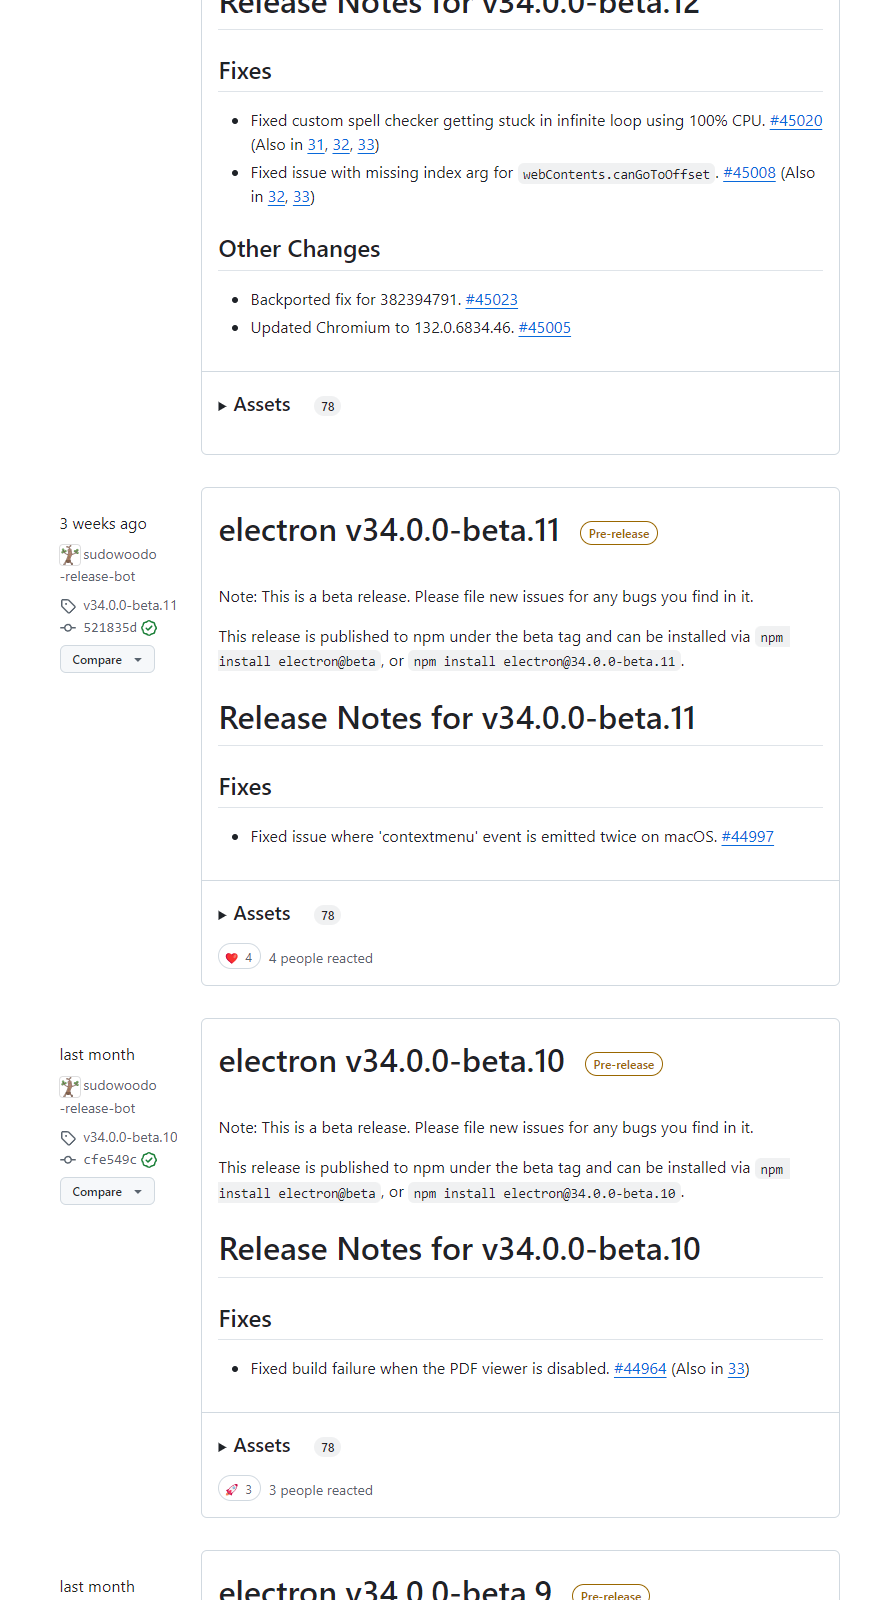 Release Notes for v34.0.0-beta.12
Fixes
Fixed custom spell checker getting stuck in infinite loop using 100% CPU. #45020
(Also in 31, 32, 33)
Fixed issue with missing index arg for webContents.canGoToOffset. #45008 (Also
in 32, 33)
Other Changes
Backported fix for 382394791. #45023
Updated Chromium to 132.0.6834.46. #45005
Assets 78
3 weeks ago
sudowoodo
-release-bot
v34.0.0-beta.11
521835d
Compare
electron v34.0.0-beta.11 Pre-release
Note: This is a beta release. Please file new issues for any bugs you find in it.
This release is published to npm under the beta tag and can be installed via npm
install electron@beta, or npm install electron@34.0.0-beta.11.
Release Notes for v34.0.0-beta.11
Fixes
Fixed issue where 'contextmenu' event is emitted twice on macOS. #44997
Assets 78
4 4 people reacted
last month
sudowoodo
-release-bot
v34.0.0-beta.10
cfe549c
Compare
electron v34.0.0-beta.10 Pre-release
Note: This is a beta release. Please file new issues for any bugs you find in it.
This release is published to npm under the beta tag and can be installed via npm
install electron@beta, or npm install electron@34.0.0-beta.10.
Release Notes for v34.0.0-beta.10
Fixes
Fixed build failure when the PDF viewer is disabled. #44964 (Also in 33)
Assets 78
3 3 people reacted
last month
electron v34.0.0-beta.9 Pre-release